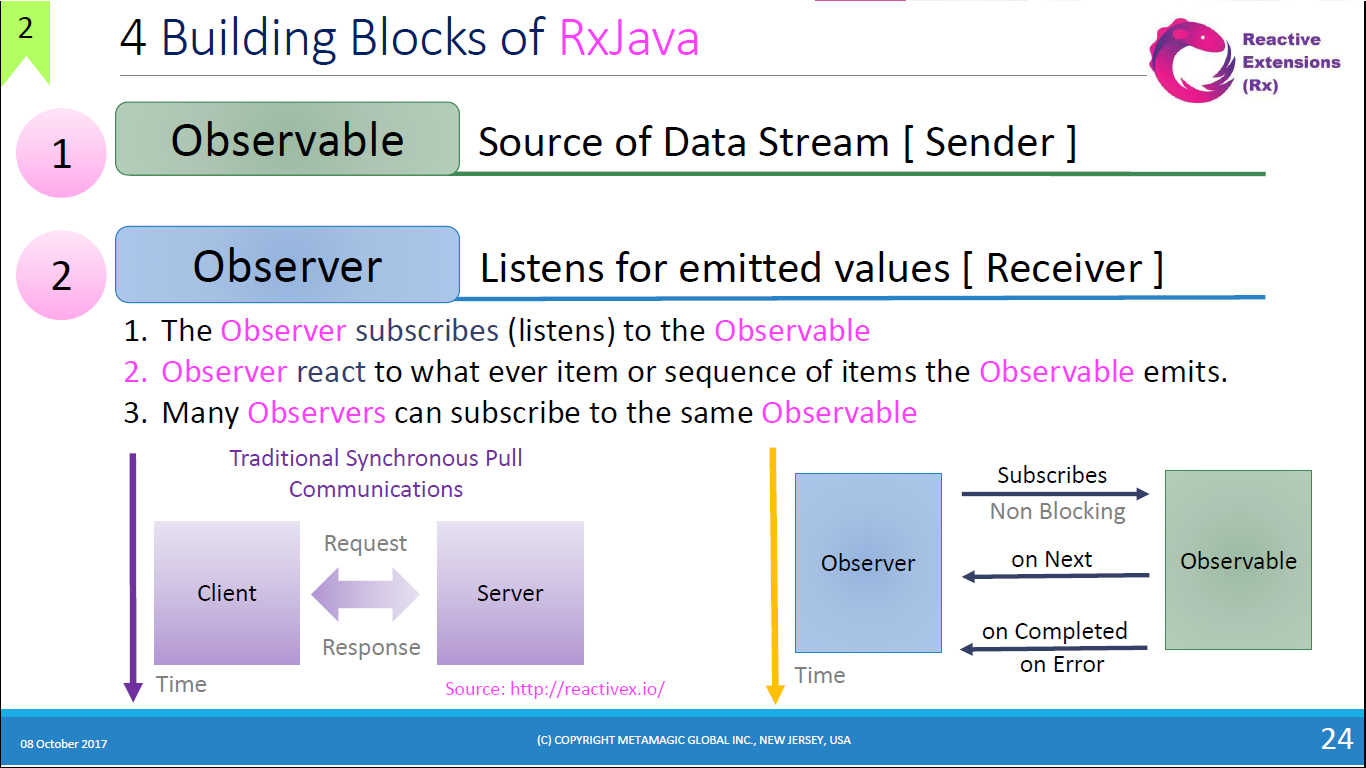 2
4 Building Blocks of RxJava
Reactive
Extensions
(Rx)
1
Observable
Source of Data Stream [ Sender ]
2
Observer
Listens for emitted values [ Receiver ]
1. The Observer subscribes (listens) to the Observable
2. Observer react to what ever item or sequence of items the Observable emits.
3. Many Observers can subscribe to the same Observable
Traditional Synchronous Pull
Communications
Client
Request
Response
Server
Time
Source: http://reactivex.io/
Observer
Subscribes
Non Blocking
on Next
on Completed
on Error
Observable
Time
08 October 2017
(C) COPYRIGHT METAMAGIC GLOBAL INC., NEW JERSEY, USA
24